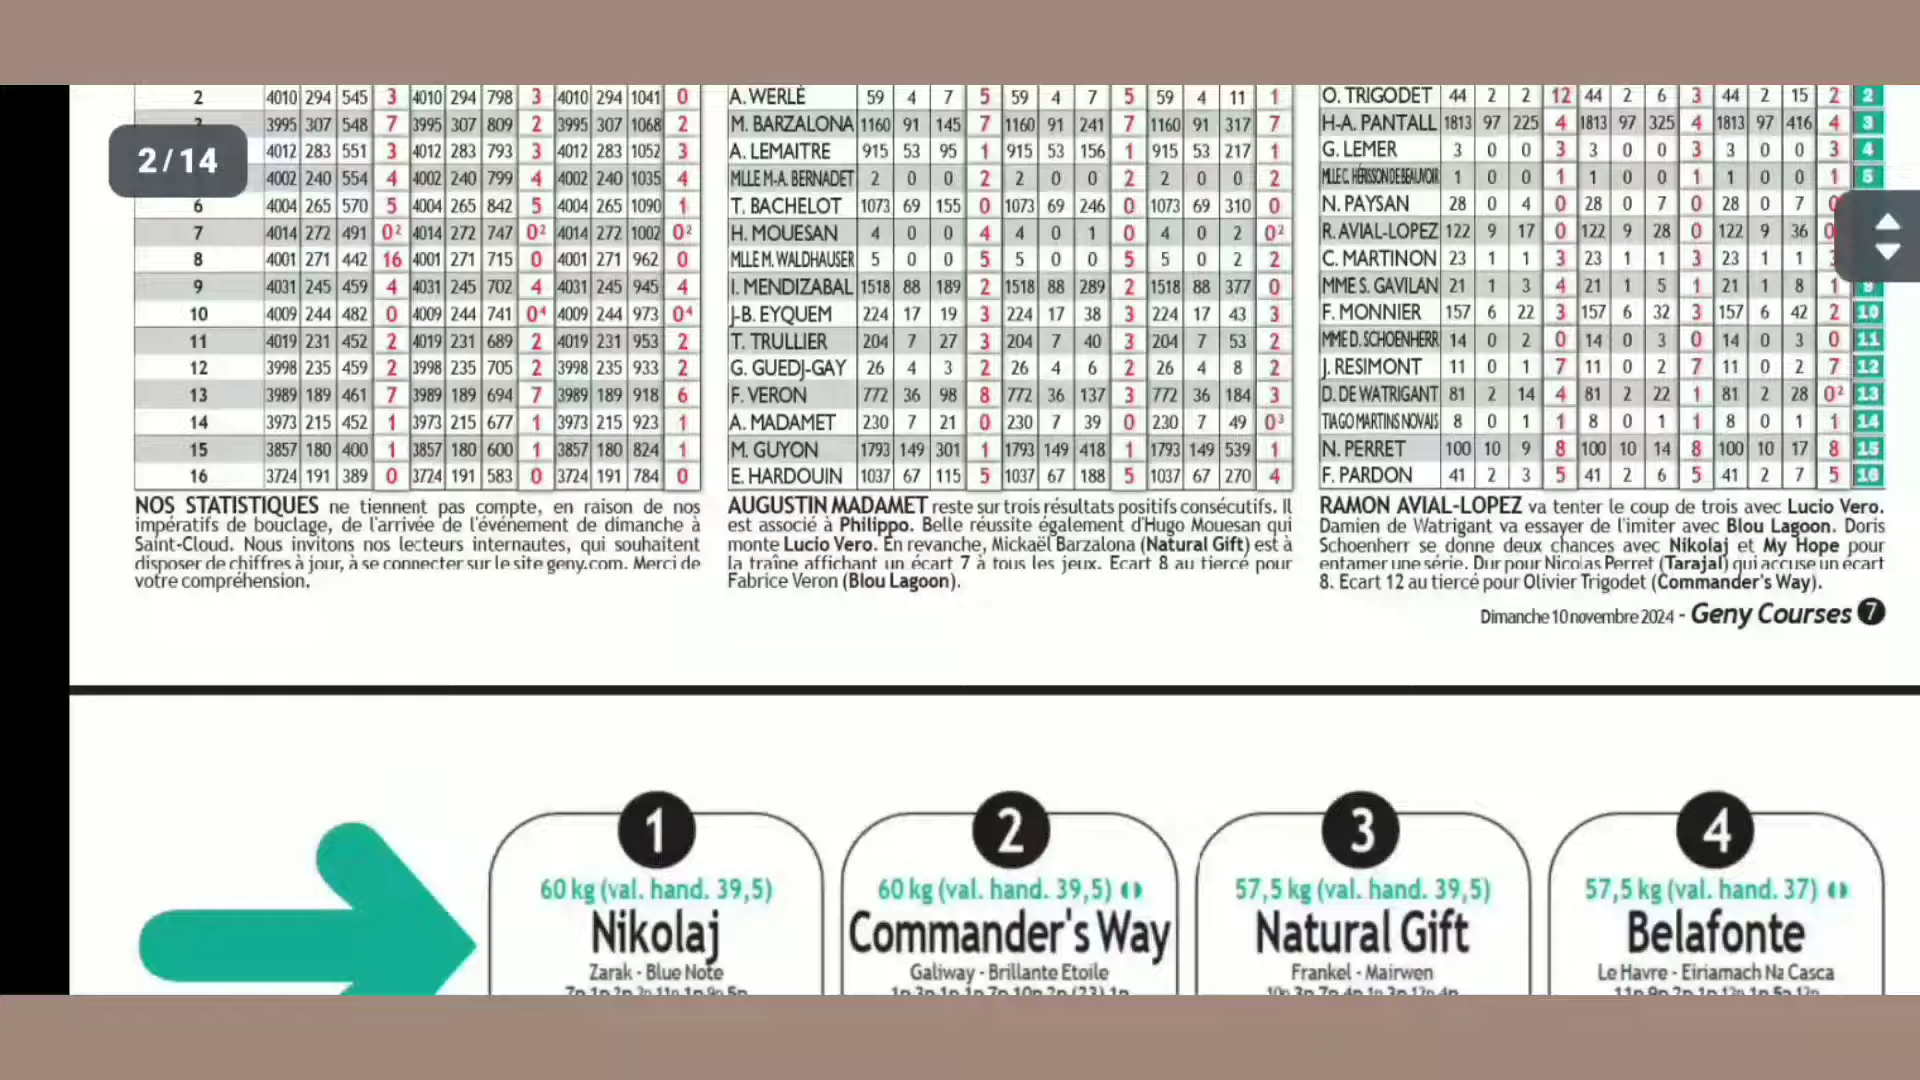 2/14
2 4010 294 545 3 4010 294 798 3 4010 294 1041 0
3995 307 548 7 3995 307 809 2 3995 307 1068 2
4012 283 551 3 4012 283 793 3 4012 283 1052 3
4002 240 554 4 4002 240 799 4 4002 240 1035 4
6 4004 265 570 5 4004 265 842 5 4004 265 1090 1
7 4014 272 491 0² 4014 272 747 0² 4014 272 1002 0²
8 4001 271 442 16 4001 271 715 0 4001 271 962 0
9 4031 245 459 4 4031 245 702 4 4031 245 945 4
10 4009 244 482 0 4009 244 741 0⁴ 4009 244 973 0⁴
11 4019 231 452 2 4019 231 689 2 4019 231 953 2
12 3998 235 459 2 3998 235 705 2 3998 235 933 2
13 3989 189 461 7 3989 189 694 7 3989 189 918 6
14 3973 215 452 1 3973 215 677 1 3973 215 923 1
15 3857 180 400 1 3857 180 600 1 3857 180 824 1
16 3724 191 389 0 3724 191 583 0 3724 191 784 0
NOS STATISTIQUES ne tiennent pas compte, en raison de nos
impératifs de bouclage, de l'arrivée de l'événement de dimanche à
Saint-Cloud. Nous invitons nos lecteurs internautes, qui souhaitent
disposer de chiffres à jour, à se connecter sur le site geny.com. Merci de
votre compréhension.
A. WERLÉ 59 4 7 5 59 4 7 5 59 4 11 1
M. BARZALONA 1160 91 145 7 1160 91 241 7 1160 91 317 7
A. LEMAITRE 915 53 95 1 915 53 156 1 915 53 217 1
MLLE M-A. BERNADET 2 0 0 2 2 0 0 2 2 0 0 2
T. BACHELOT 1073 69 155 0 1073 69 246 0 1073 69 310 0
H. MOUESAN 4 0 0 4 4 0 1 0 4 0 2 0²
MLLE M. WALDHAUSER 5 0 0 5 5 0 0 5 5 0 2 2
I. MENDIZABAL 1518 88 189 2 1518 88 289 2 1518 88 377 0
J-B. EYQUEM 224 17 19 3 224 17 38 3 224 17 43 3
T. TRULLIER 204 7 27 3 204 7 40 3 204 7 53 2
G. GUEDJ-GAY 26 4 3 2 26 4 6 2 26 4 8 2
F. VERON 772 36 98 8 772 36 137 3 772 36 184 3
A. MADAMET 230 7 21 0 230 7 39 0 230 7 49 0³
M. GUYON 1793 149 301 1 1793 149 418 1 1793 149 539 1
E. HARDOUIN 1037 67 115 5 1037 67 188 5 1037 67 270 4
AUGUSTIN MADAMET reste sur trois résultats positifs consécutifs. Il
est associé à Philippo. Belle réussite également d'Hugo Mouesan qui
monte Lucio Vero. En revanche, Mickaël Barzalona (Natural Gift) est à
la traîne affichant un écart 7 à tous les jeux. Ecart 8 au tiercé pour
Fabrice Veron (Blou Lagoon).
O. TRIGODET 44 2 2 12 44 2 6 3 44 2 15 2 2
H-A. PANTALL 1813 97 225 4 1813 97 325 4 1813 97 416 4 3
G. LEMER 3 0 0 3 3 0 0 3 3 0 0 3 4
MLLE C. HÉRISSON DE BEAUVOIR 1 0 0 1 1 0 0 1 1 0 0 1 5
N. PAYSAN 28 0 4 0 28 0 7 0 28 0 7
R. AVIAL-LOPEZ 122 9 17 0 122 9 28 0 122 9 36
C. MARTINON 23 1 1 3 23 1 1 3 23 1 1
MME S. GAVILAN 21 1 3 4 21 1 5 1 21 1 8 1 9
F. MONNIER 157 6 22 3 157 6 32 3 157 6 42 2 10
MME D. SCHOENHERR 14 0 2 0 14 0 3 0 14 0 3 0 11
J. RESIMONT 11 0 1 7 11 0 2 7 11 0 2 7 12
D. DE WATRIGANT 81 2 14 4 81 2 22 1 81 2 28 0² 13
TIAGO MARTINS NOVAIS 8 0 1 1 8 0 1 1 8 0 1 1 14
N. PERRET 100 10 9 8 100 10 14 8 100 10 17 8 15
F. PARDON 41 2 3 5 41 2 6 5 41 2 7 5 16
RAMON AVIAL-LOPEZ va tenter le coup de trois avec Lucio Vero.
Damien de Watrigant va essayer de l'imiter avec Blou Lagoon. Doris
Schoenherr se donne deux chances avec Nikolaj et My Hope pour
entamer une série. Dur pour Nicolas Perret (Tarajal) qui accuse un écart
8. Ecart 12 au tiercé pour Olivier Trigodet (Commander's Way).
Dimanche 10 novembre 2024 - Geny Courses 7
1
60 kg (val. hand. 39,5)
Nikolaj
Zarak - Blue Note
2
60 kg (val. hand. 39,5)
Commander's Way
Galiway - Brillante Etoile
3
57,5 kg (val. hand. 39,5)
Natural Gift
Frankel - Mairwen
4
57,5 kg (val. hand. 37)
Belafonte
Le Havre - Eiriamach Na Casca